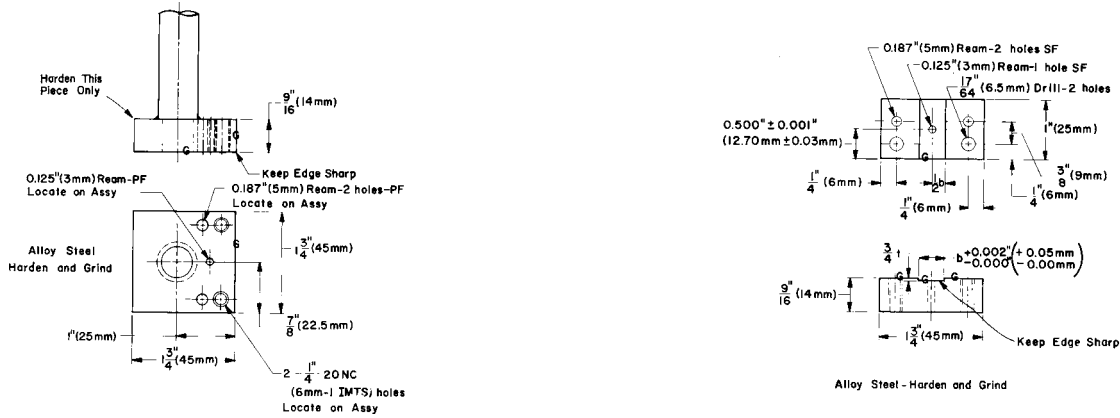 Harden This
Piece Only
9"
16 (14mm)
G
G
Keep Edge Sharp
0.125"(3mm) Ream-PF
Locate on Assy
0.187"(5mm) Ream-2 holes-PF
Locate on Assy
G
Alloy Steel
Harden and Grind
1 3"
4 (45mm)
7"
8 (22.5mm)
1"(25mm)
1 3"
4 (45mm)
2 - 1"
4 - 20NC
(6mm-1 IMTS) holes
Locate on Assy
0.187"(5mm) Ream-2 holes SF
0.125"(3mm) Ream-1 hole SF
17"
64 (6.5mm) Drill-2 holes
0.500" ± 0.001"
(12.70mm ± 0.03mm)
1"(25mm)
G
3"
8 (9mm)
1"
4 (6mm)
1
2 b
1"
4 (6mm)
1"
4 (6mm)
3
4 t
b +0.002" (+0.05mm
-0.000" (-0.00mm)
G G G
9"
16 (14mm)
1 3"
4 (45mm)
Keep Edge Sharp
Alloy Steel - Harden and Grind